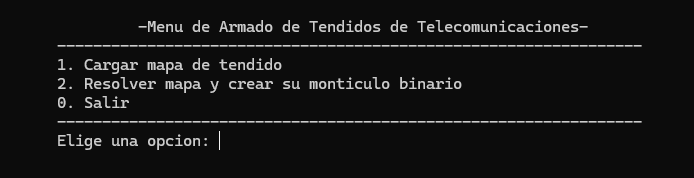 -Menu de Armado de Tendidos de Telecomunicaciones-
-----------------------------------------------------------------
1. Cargar mapa de tendido
2. Resolver mapa y crear su monticulo binario
0. Salir
-----------------------------------------------------------------
Elige una opcion: